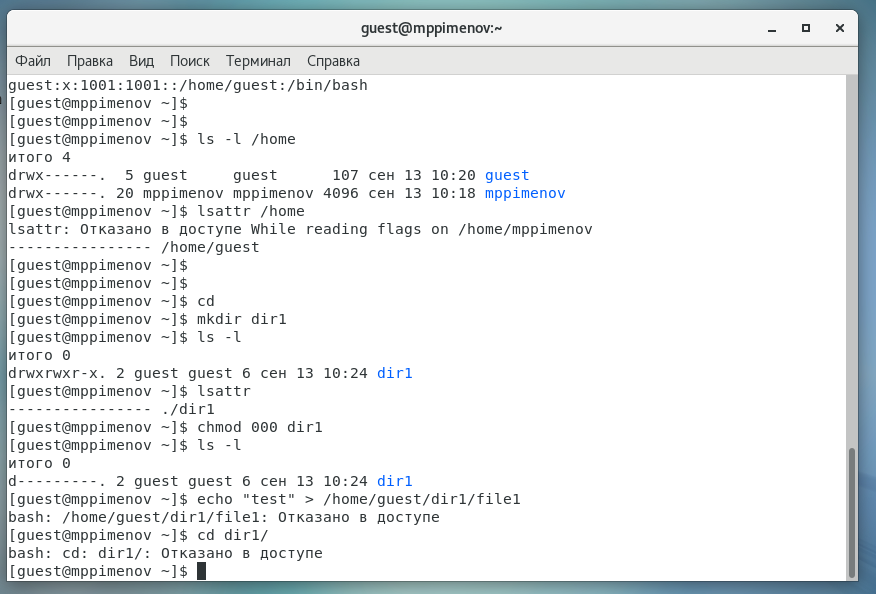 guest@mppimenov:~
Файл Правка Вид Поиск Терминал Справка
guest:x:1001:1001::/home/guest:/bin/bash
[guest@mppimenov ~]$
[guest@mppimenov ~]$
[guest@mppimenov ~]$ ls -l /home
итого 4
drwx------.  5 guest     guest      107 сен 13 10:20 guest
drwx------. 20 mppimenov mppimenov 4096 сен 13 10:18 mppimenov
[guest@mppimenov ~]$ lsattr /home
lsattr: Отказано в доступе While reading flags on /home/mppimenov
---------------- /home/guest
[guest@mppimenov ~]$
[guest@mppimenov ~]$
[guest@mppimenov ~]$ cd
[guest@mppimenov ~]$ mkdir dir1
[guest@mppimenov ~]$ ls -l
итого 0
drwxrwxr-x. 2 guest guest 6 сен 13 10:24 dir1
[guest@mppimenov ~]$ lsattr
---------------- ./dir1
[guest@mppimenov ~]$ chmod 000 dir1
[guest@mppimenov ~]$ ls -l
итого 0
d---------. 2 guest guest 6 сен 13 10:24 dir1
[guest@mppimenov ~]$ echo "test" > /home/guest/dir1/file1
bash: /home/guest/dir1/file1: Отказано в доступе
[guest@mppimenov ~]$ cd dir1/
bash: cd: dir1/: Отказано в доступе
[guest@mppimenov ~]$